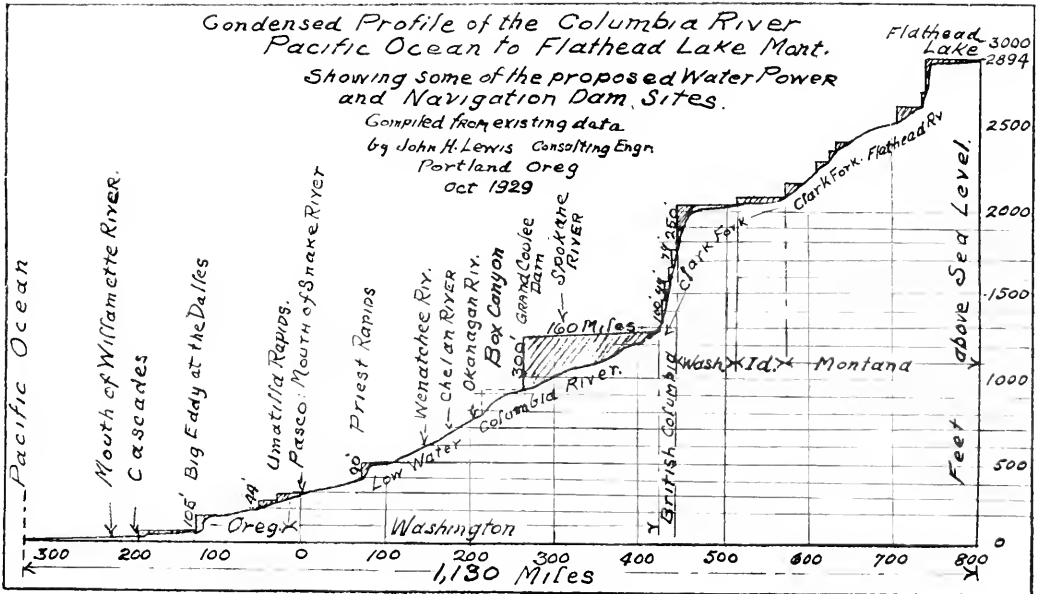 Condensed Profile of the Columbia River
Pacific Ocean to Flathead Lake Mont.
Showing some of the proposed Water Power
and Navigation Dam Sites.
Compiled from existing data
by John H. Lewis Consulting Engr.
Portland Oreg
Oct 1929
Flathead
Lake
3000
2894
2500
2000
1500
1000
500
0
Feet above Sea Level.
Pacific Ocean
Mouth of Willamette River.
Cascades
105' Big Eddy at the Dalles
44'
Umatilla Rapids.
Pasco: Mouth of Snake River
90'
Priest Rapids
Wenatchee Riv.
Chelan River
Okanagan Riv.
Box Canyon
300'
GRAND Coulee
Dam
Spokane
RIVER
160 Miles
Low Water Columbia River.
100'
74'
250'
Clark Fork
Clark Fork. Flathead Rv
British Columbia
Wash
Id.
Montana
Oreg.
Washington
300 200 100 0 100 200 300 400 500 600 700 800
1,130 Miles